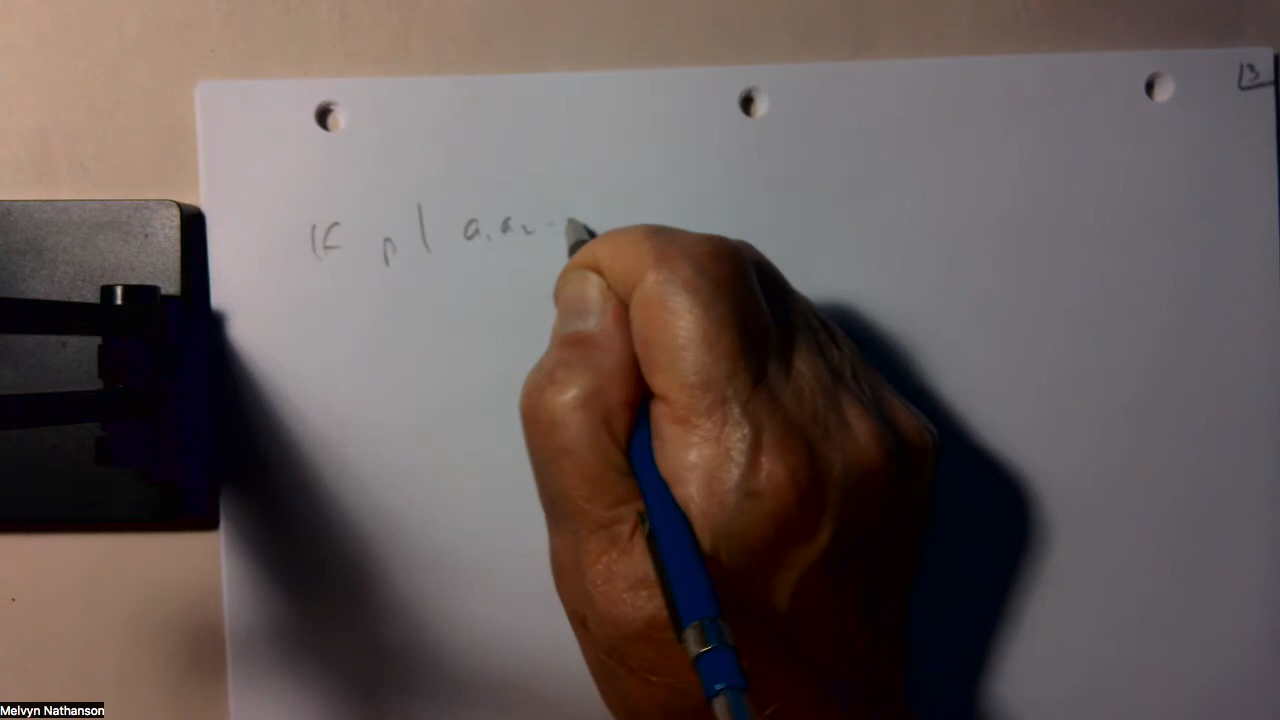 13
If p | a₁a₂..
Melvyn Nathanson